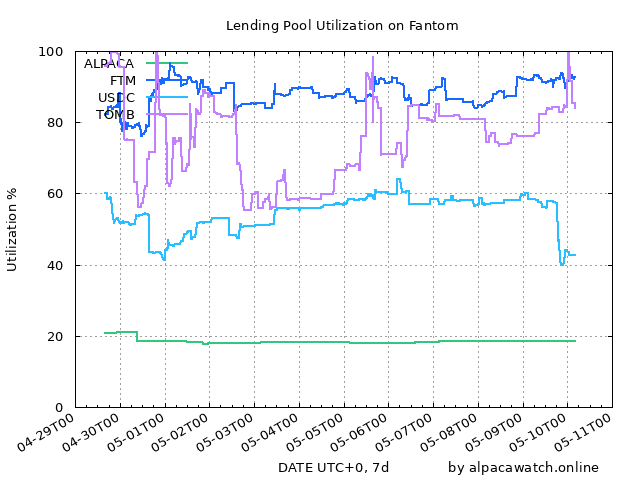 Lending Pool Utilization on Fantom
100
80
60
40
20
0
Utilization %
ALPACA
FTM
USDC
TOMB
04-29T00
04-30T00
05-01T00
05-02T00
05-03T00
05-04T00
05-05T00
05-06T00
05-07T00
05-08T00
05-09T00
05-10T00
05-11T00
DATE UTC+0, 7d
by alpacawatch.online